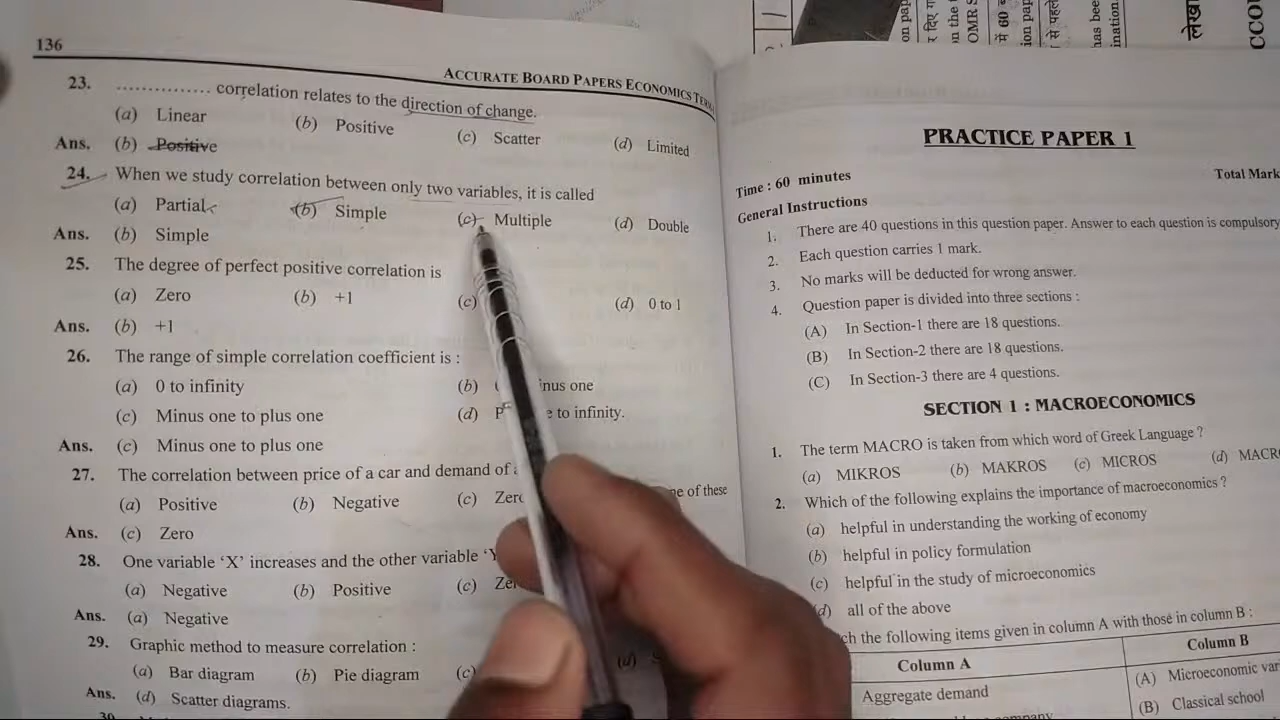 136
ACCURATE BOARD PAPERS ECONOMICS
23. ................ correlation relates to the direction of change.
(a) Linear (b) Positive (c) Scatter (d) Limited
Ans. (b) Positive
24. When we study correlation between only two variables, it is called
(a) Partial (b) Simple (c) Multiple (d) Double
Ans. (b) Simple
25. The degree of perfect positive correlation is
(a) Zero (b) +1 (c) (d) 0 to 1
Ans. (b) +1
26. The range of simple correlation coefficient is :
(a) 0 to infinity (b) one
(c) Minus one to plus one (d) to infinity.
Ans. (c) Minus one to plus one
27. The correlation between price of a car and demand of
(a) Positive (b) Negative (c) of these
Ans. (c) Zero
28. One variable ‘X’ increases and the other variable
(a) Negative (b) Positive (c)
Ans. (a) Negative
29. Graphic method to measure correlation :
(a) Bar diagram (b) Pie diagram (c) (d)
Ans. (d) Scatter diagrams.
30.
PRACTICE PAPER 1
Time : 60 minutes Total
General Instructions
1. There are 40 questions in this question paper. Answer to each question is compulsory
2. Each question carries 1 mark.
3. No marks will be deducted for wrong answer.
4. Question paper is divided into three sections :
(A) In Section-1 there are 18 questions.
(B) In Section-2 there are 18 questions.
(C) In Section-3 there are 4 questions.
SECTION 1 : MACROECONOMICS
1. The term MACRO is taken from which word of Greek Language ?
(a) MIKROS (b) MAKROS (c) MICROS (d)
2. Which of the following explains the importance of macroeconomics ?
(a) helpful in understanding the working of economy
(b) helpful in policy formulation
(c) helpful in the study of microeconomics
(d) all of the above
the following items given in column A with those in column B :
Column A Column B
Aggregate demand (A) Microeconomic
(B) Classical school